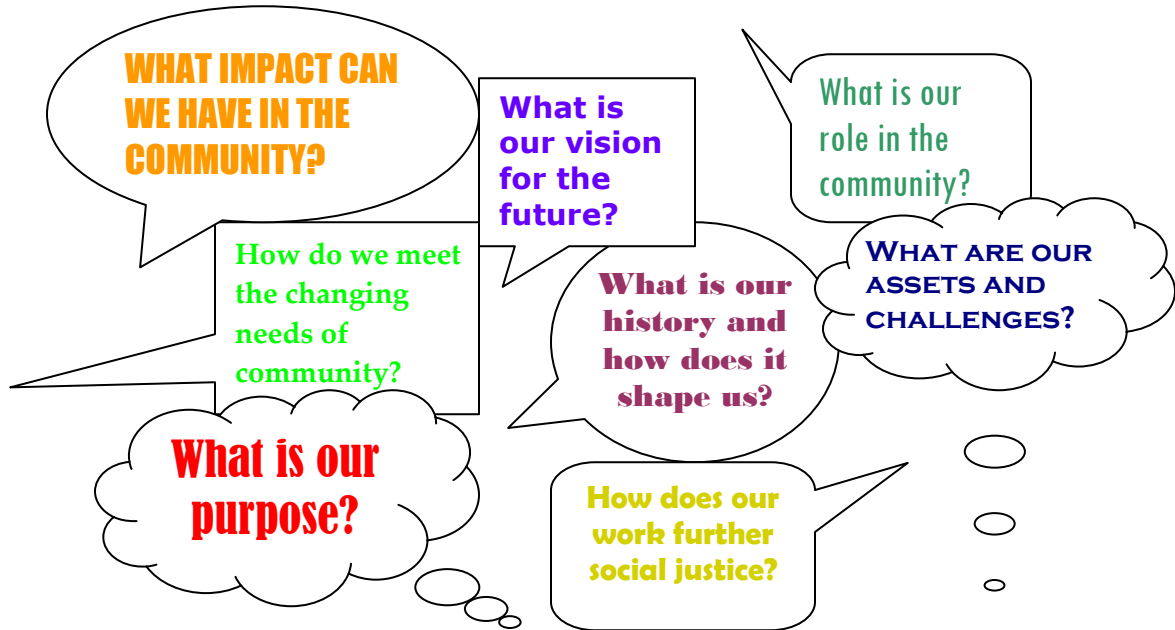 WHAT IMPACT CAN
WE HAVE IN THE
COMMUNITY?
What is
our vision
for the
future?
What is our
role in the
community?
How do we meet
the changing
needs of
community?
What is our
history and
how does it
shape us?
WHAT ARE OUR
ASSETS AND
CHALLENGES?
What is our
purpose?
How does our
work further
social justice?